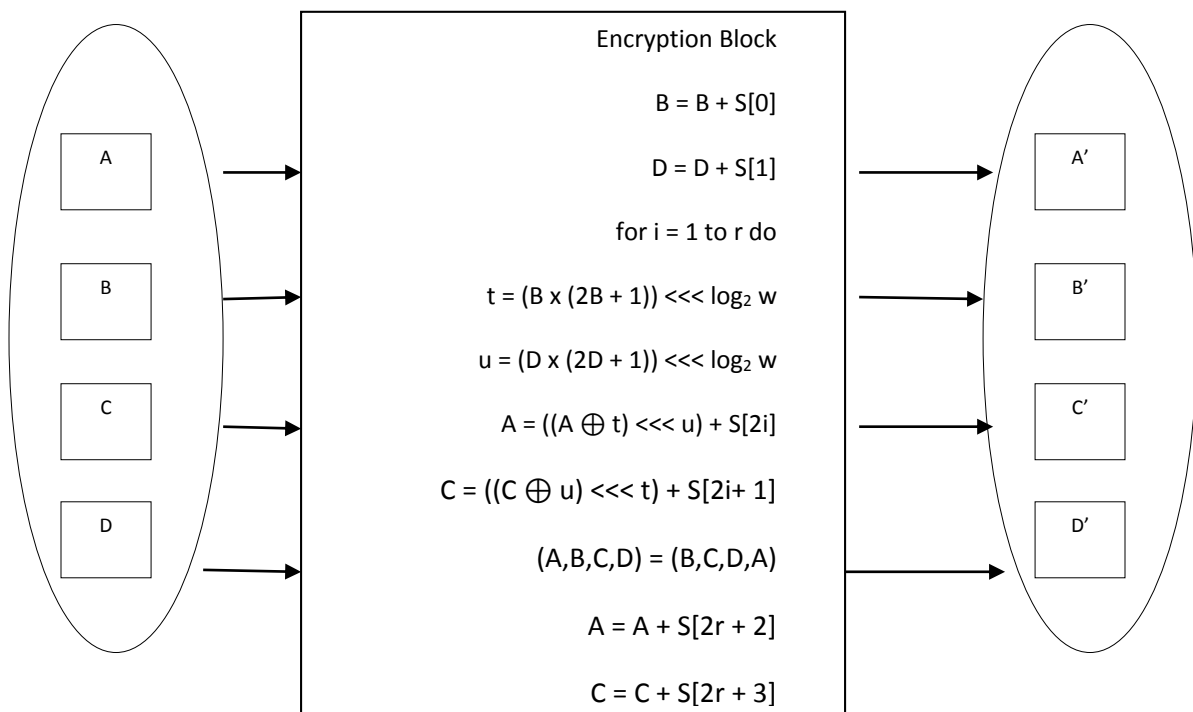 Encryption Block
B = B + S[0]
A
D = D + S[1]
A’
for i = 1 to r do
B
t = (B x (2B + 1)) <<< log₂ w
B’
u = (D x (2D + 1)) <<< log₂ w
C
A = ((A ⊕ t) <<< u) + S[2i]
C’
C = ((C ⊕ u) <<< t) + S[2i+ 1]
D
D’
(A,B,C,D) = (B,C,D,A)
A = A + S[2r + 2]
C = C + S[2r + 3]